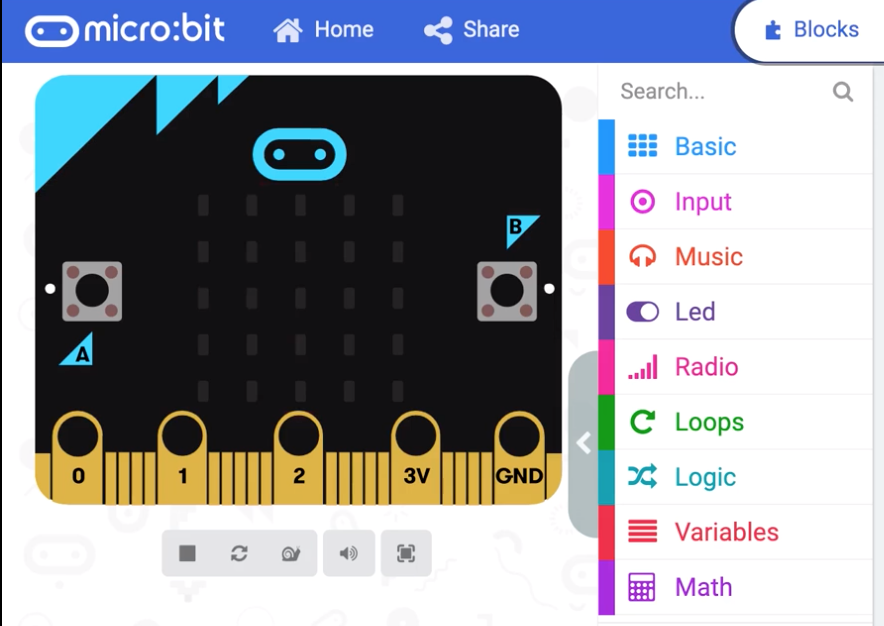 micro:bit Home Share Blocks
Search...
Basic
Input
Music
Led
Radio
Loops
Logic
Variables
Math
B
A
0 1 2 3V GND